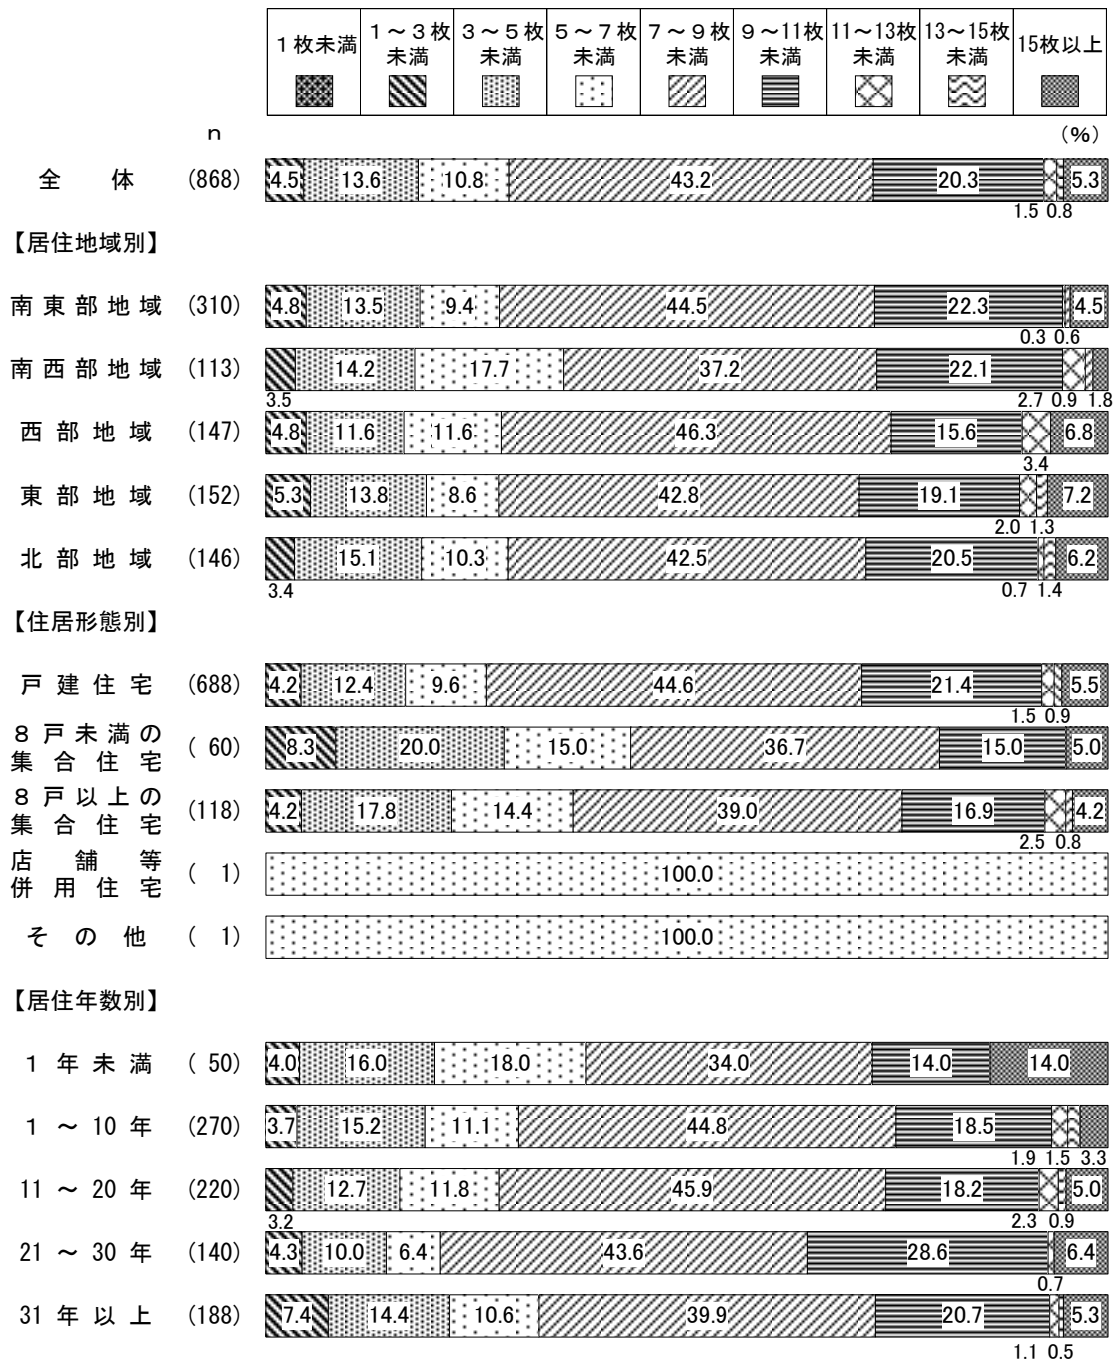 １枚未満 １～３枚未満 ３～５枚未満 ５～７枚未満 ７～９枚未満 ９～11枚未満 11～13枚未満 13～15枚未満 15枚以上
ｎ (％)
全体 (868) 4.5 13.6 10.8 43.2 20.3 5.3
1.5 0.8
【居住地域別】
南東部地域 (310) 4.8 13.5 9.4 44.5 22.3 4.5
0.3 0.6
南西部地域 (113) 14.2 17.7 37.2 22.1
3.5 2.7 0.9 1.8
西部地域 (147) 4.8 11.6 11.6 46.3 15.6 6.8
3.4
東部地域 (152) 5.3 13.8 8.6 42.8 19.1 7.2
2.0 1.3
北部地域 (146) 15.1 10.3 42.5 20.5 6.2
3.4 0.7 1.4
【住居形態別】
戸建住宅 (688) 4.2 12.4 9.6 44.6 21.4 5.5
1.5 0.9
８戸未満の集合住宅 ( 60) 8.3 20.0 15.0 36.7 15.0 5.0
８戸以上の集合住宅 (118) 4.2 17.8 14.4 39.0 16.9 4.2
2.5 0.8
店舗等併用住宅 ( 1) 100.0
その他 ( 1) 100.0
【居住年数別】
１年未満 ( 50) 4.0 16.0 18.0 34.0 14.0 14.0
１～10年 (270) 3.7 15.2 11.1 44.8 18.5
1.9 1.5 3.3
11～20年 (220) 12.7 11.8 45.9 18.2 5.0
3.2 2.3 0.9
21～30年 (140) 4.3 10.0 6.4 43.6 28.6 6.4
0.7
31年以上 (188) 7.4 14.4 10.6 39.9 20.7 5.3
1.1 0.5